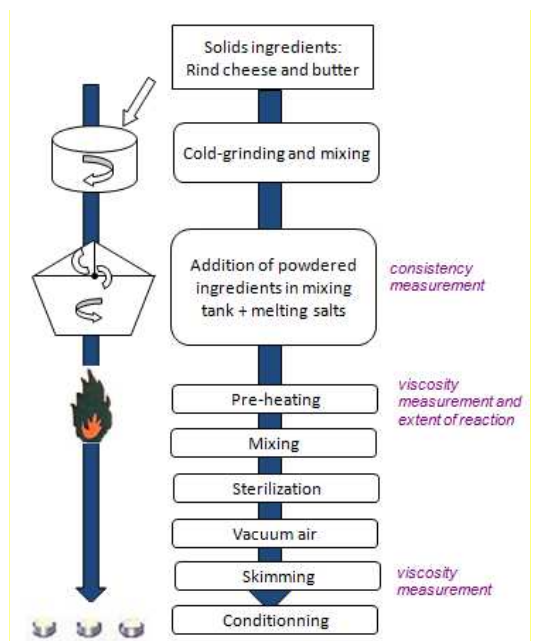 Solids ingredients:
Rind cheese and butter
Cold-grinding and mixing
Addition of powdered
ingredients in mixing
tank + melting salts
consistency
measurement
Pre-heating
viscosity
measurement and
extent of reaction
Mixing
Sterilization
Vacuum air
Skimming
viscosity
measurement
Conditionning